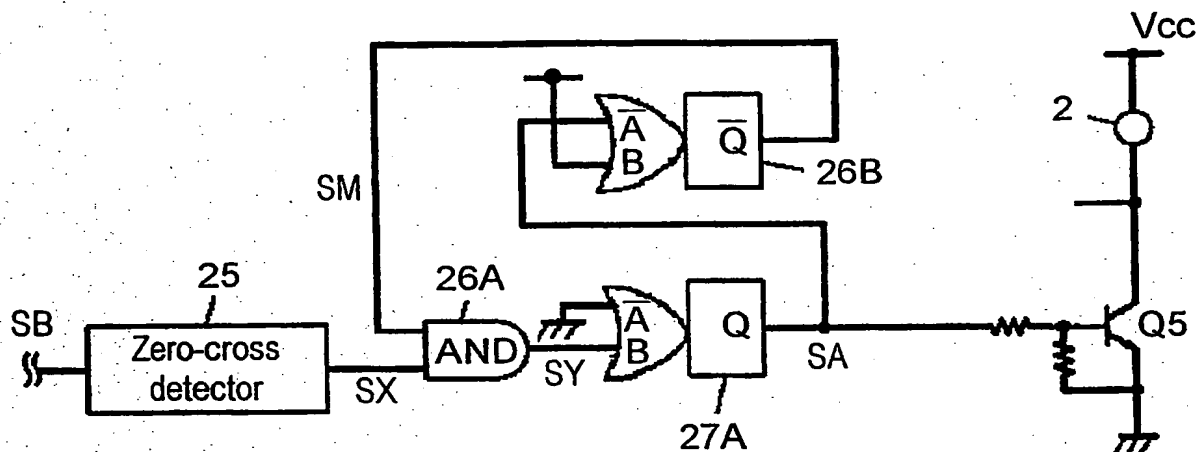 Vcc
2
A̅
B
Q̅
26B
SM
25
26A
SB
Zero-cross
detector
SX
AND
SY
A̅
B
Q
SA
27A
Q5